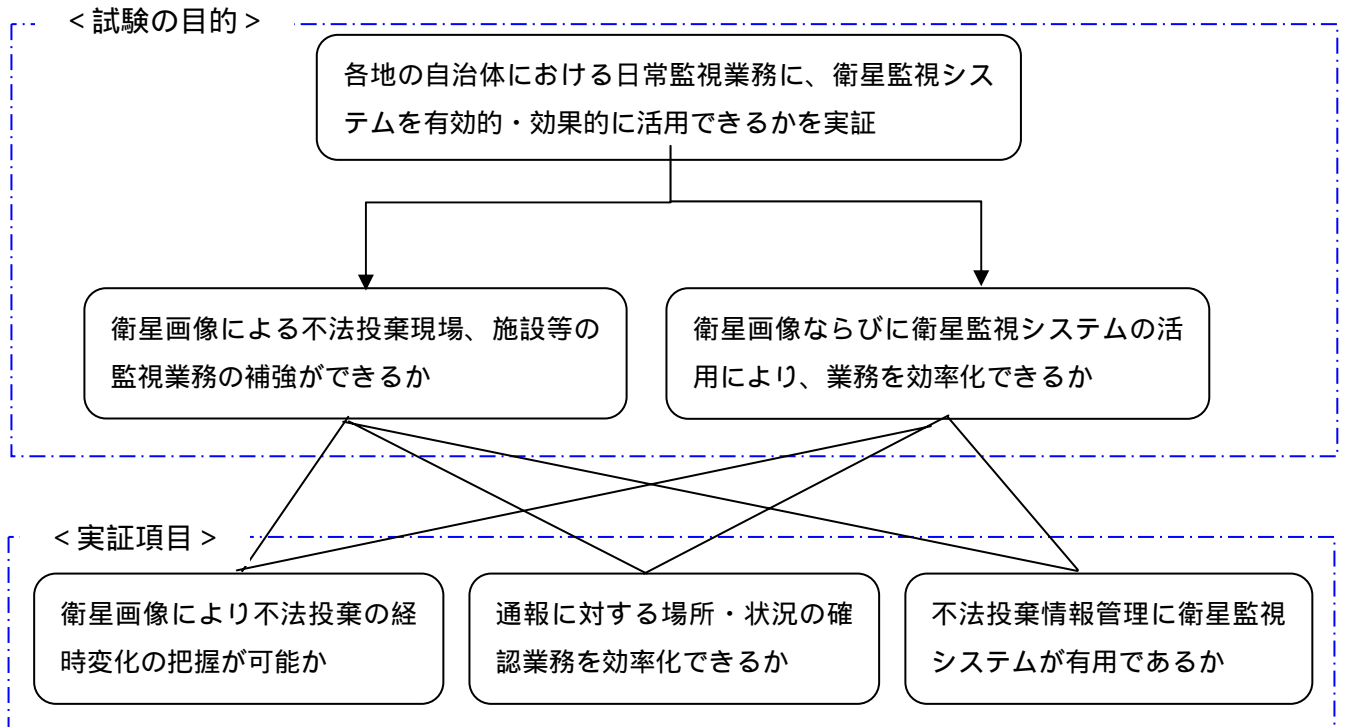 <試験の目的>
各地の自治体における日常監視業務に、衛星監視シス
テムを有効的・効果的に活用できるかを実証
衛星画像による不法投棄現場、施設等の
監視業務の補強ができるか
衛星画像ならびに衛星監視システムの活
用により、業務を効率化できるか
<実証項目>
衛星画像により不法投棄の経
時変化の把握が可能か
通報に対する場所・状況の確
認業務を効率化できるか
不法投棄情報管理に衛星監視
システムが有用であるか